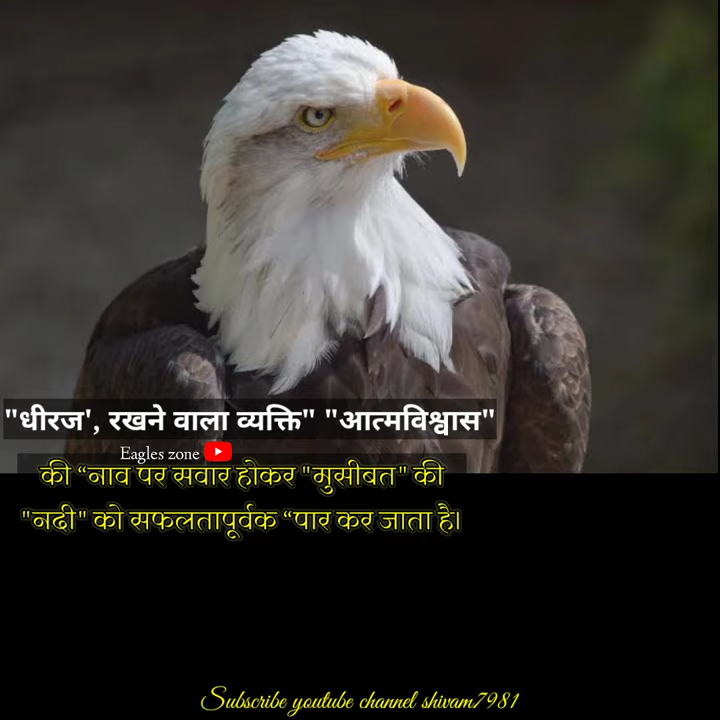 "धीरज', रखने वाला व्यक्ति" "आत्मविश्वास"
Eagles zone
की “नाव पर सवार होकर "मुसीबत" की
"नदी" को सफलतापूर्वक “पार कर जाता है।
Subscribe youtube channel shivam7981